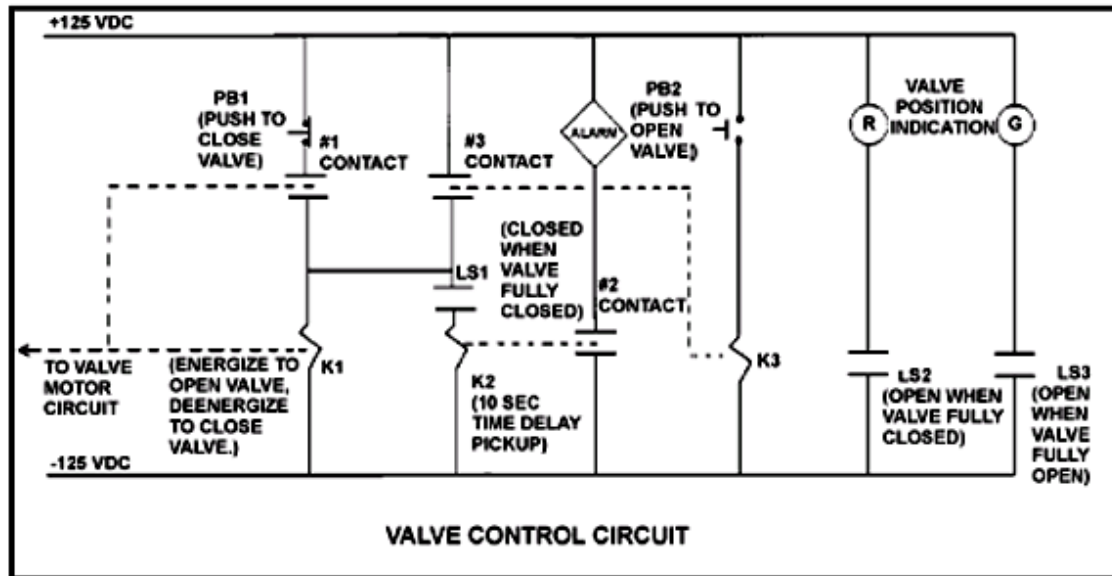 +125 VDC
PB1
(PUSH TO
CLOSE
VALVE)
#1
CONTACT
#3
CONTACT
ALARM
PB2
(PUSH TO
OPEN
VALVE)
R
VALVE
POSITION
INDICATION
G
(CLOSED
WHEN
VALVE
FULLY
CLOSED)
LS1
#2
CONTACT
TO VALVE
MOTOR
CIRCUIT
(ENERGIZE TO
OPEN VALVE,
DEENERGIZE
TO CLOSE
VALVE.)
K1
K2
(10 SEC
TIME DELAY
PICKUP)
K3
LS2
(OPEN WHEN
VALVE FULLY
CLOSED)
LS3
(OPEN
WHEN
VALVE
FULLY
OPEN)
-125 VDC
VALVE CONTROL CIRCUIT